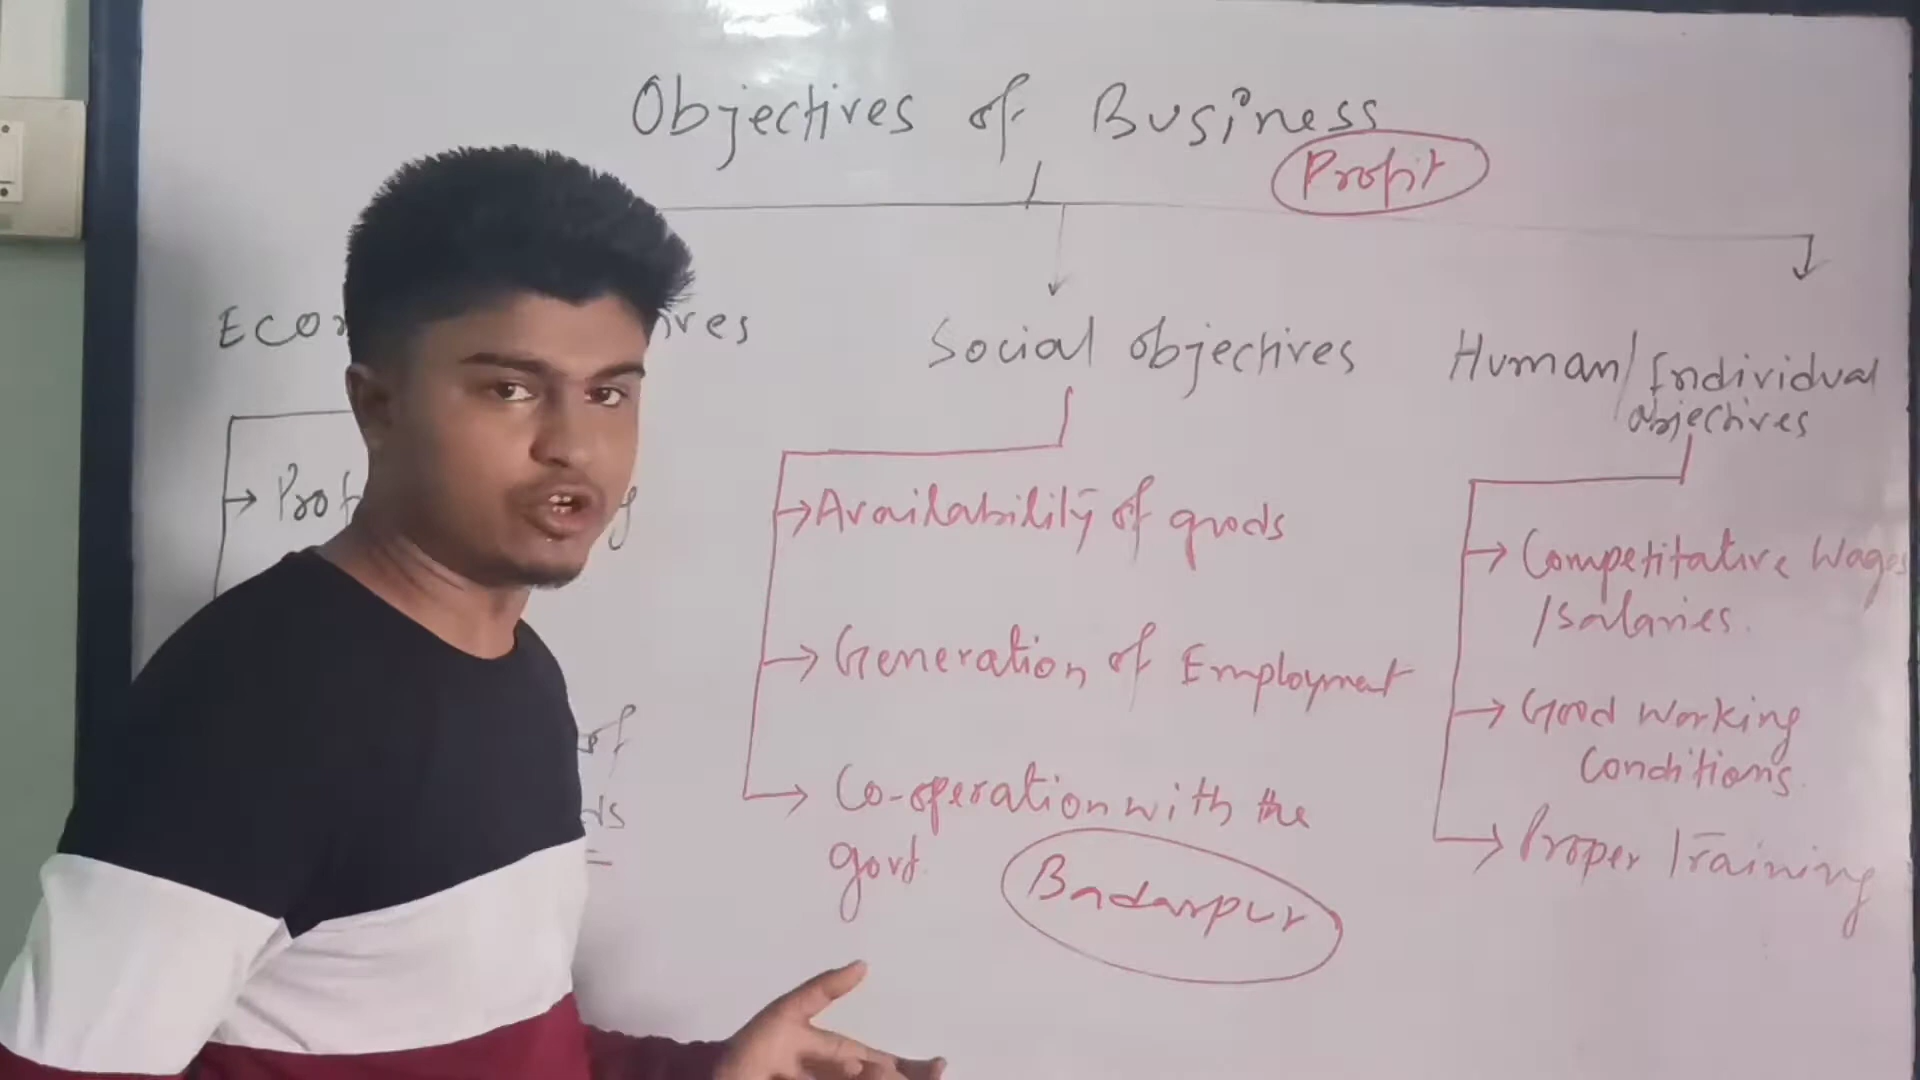 Objectives of Business
Profit
Social objectives
Human/Individual
objectives
→ Availability of goods
→ Generation of Employment
→ Co-operation with the
govt.
Badarpur
→ Competitative Wages
/salaries.
→ Good Working
Conditions.
→ Proper Training